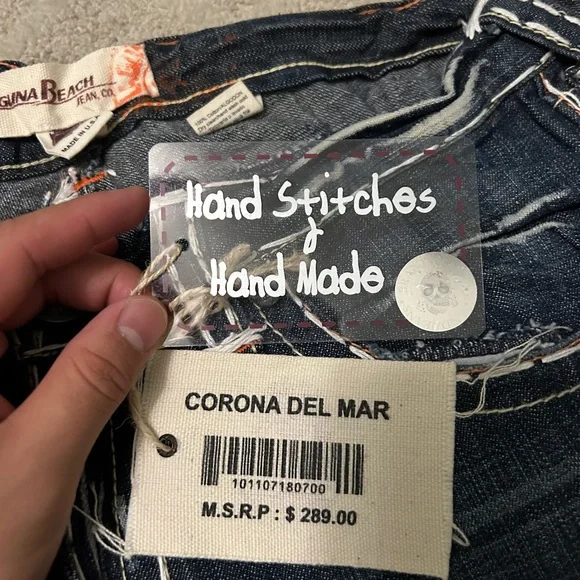 GUNA BEACH
JEAN, CO.
MADE IN U.S.A.
Hand Stitches
&
Hand Made
CORONA DEL MAR
101107180700
M.S.R.P : $ 289.00